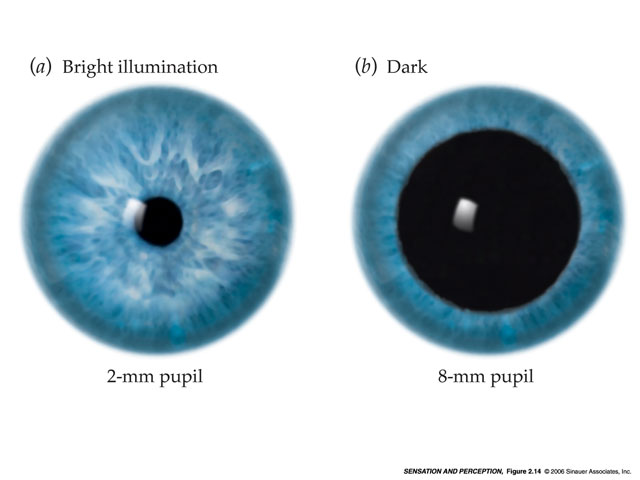 (a) Bright illumination
(b) Dark
2-mm pupil
8-mm pupil
SENSATION AND PERCEPTION, Figure 2.14 © 2006 Sinauer Associates, Inc.